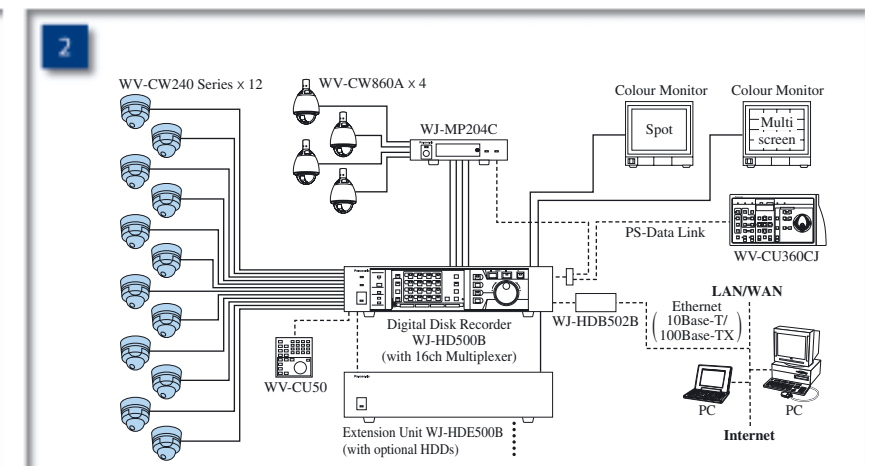 2
WV-CW240 Series x 12
WV-CW860A x 4
WJ-MP204C
Colour Monitor
Colour Monitor
Spot
Multi
screen
PS-Data Link
WV-CU360CJ
LAN/WAN
Ethernet
(10Base-T/
100Base-TX)
WJ-HDB502B
Digital Disk Recorder
WJ-HD500B
(with 16ch Multiplexer)
WV-CU50
PC
PC
Internet
Extension Unit WJ-HDE500B
(with optional HDDs)